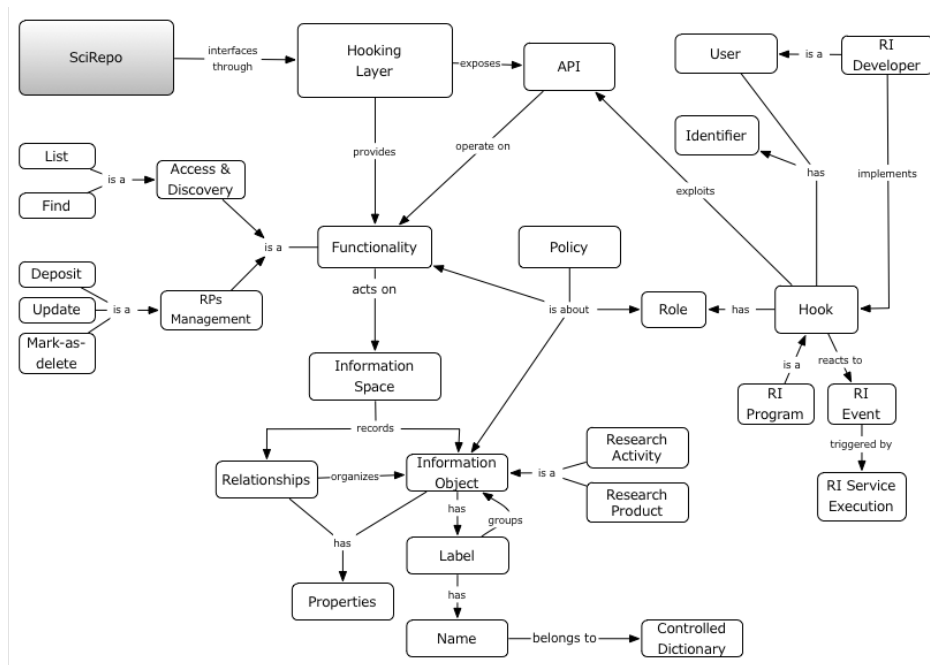 SciRepo
interfaces
through
Hooking
Layer
exposes
API
User
is a
RI
Developer
List
is a
Find
Access &
Discovery
provides
operate on
Identifier
has
exploits
implements
is a
Functionality
Policy
Deposit
Update
Mark-as-
delete
is a
RPs
Management
acts on
is about
Role
has
Hook
Information
Space
is a
reacts to
RI
Program
RI
Event
records
triggered by
Relationships
organizes
Information
Object
is a
Research
Activity
Research
Product
RI Service
Execution
has
groups
has
Label
Properties
has
Name
belongs to
Controlled
Dictionary